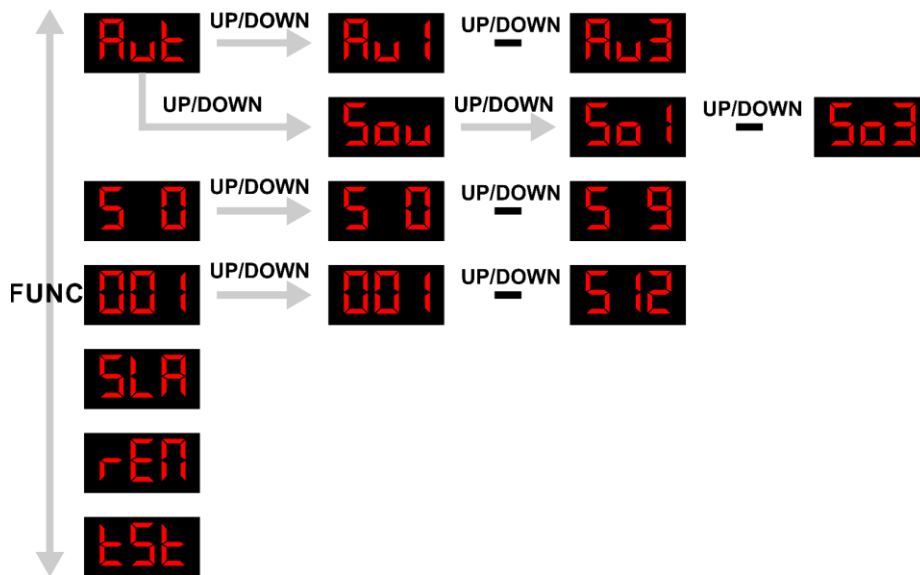 Aut UP/DOWN Au1 UP/DOWN Au3
UP/DOWN Sou UP/DOWN So1 UP/DOWN So3
S 0 UP/DOWN S 0 UP/DOWN S 9
FUNC 001 UP/DOWN 001 UP/DOWN 512
SLA
rEM
tSt